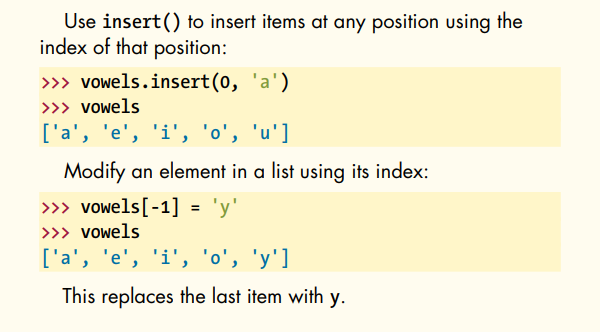 Use insert() to insert items at any position using the
index of that position:
>>> vowels.insert(0, 'a')
>>> vowels
['a', 'e', 'i', 'o', 'u']
Modify an element in a list using its index:
>>> vowels[-1] = 'y'
>>> vowels
['a', 'e', 'i', 'o', 'y']
This replaces the last item with y.